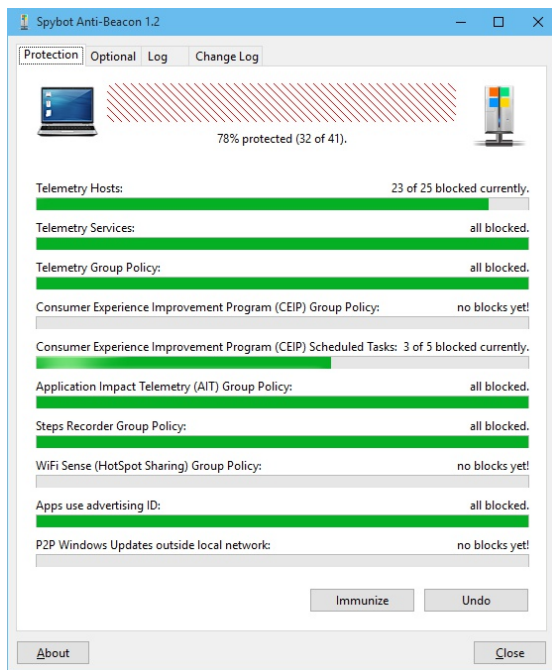 Spybot Anti-Beacon 1.2
Protection Optional Log Change Log
78% protected (32 of 41).
Telemetry Hosts: 23 of 25 blocked currently.
Telemetry Services: all blocked.
Telemetry Group Policy: all blocked.
Consumer Experience Improvement Program (CEIP) Group Policy: no blocks yet!
Consumer Experience Improvement Program (CEIP) Scheduled Tasks: 3 of 5 blocked currently.
Application Impact Telemetry (AIT) Group Policy: all blocked.
Steps Recorder Group Policy: all blocked.
WiFi Sense (HotSpot Sharing) Group Policy: no blocks yet!
Apps use advertising ID: all blocked.
P2P Windows Updates outside local network: no blocks yet!
Immunize Undo
About Close